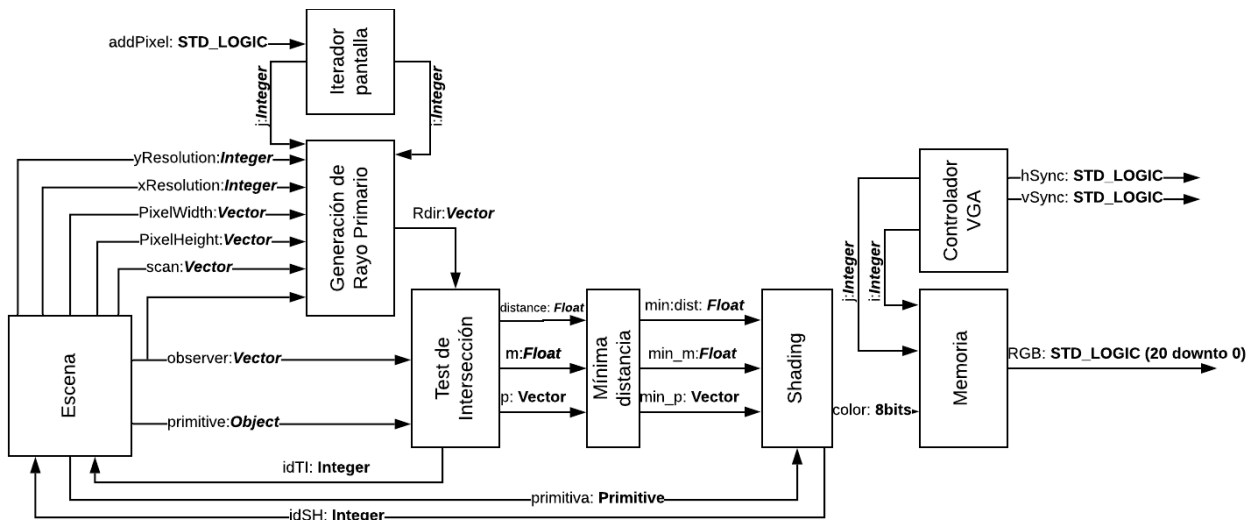 addPixel: STD_LOGIC
Iterador
pantalla
j:Integer
i:Integer
yResolution:Integer
xResolution:Integer
PixelWidth:Vector
PixelHeight:Vector
scan:Vector
Generación de
Rayo Primario
Rdir:Vector
Controlador
VGA
hSync: STD_LOGIC
vSync: STD_LOGIC
j:Integer
i:Integer
Escena
observer:Vector
primitive:Object
Test de
Intersección
distance: Float
m:Float
p: Vector
Mínima
distancia
min:dist: Float
min_m:Float
min_p: Vector
Shading
color: 8bits
Memoria
RGB: STD_LOGIC (20 downto 0)
idTI: Integer
primitiva: Primitive
idSH: Integer